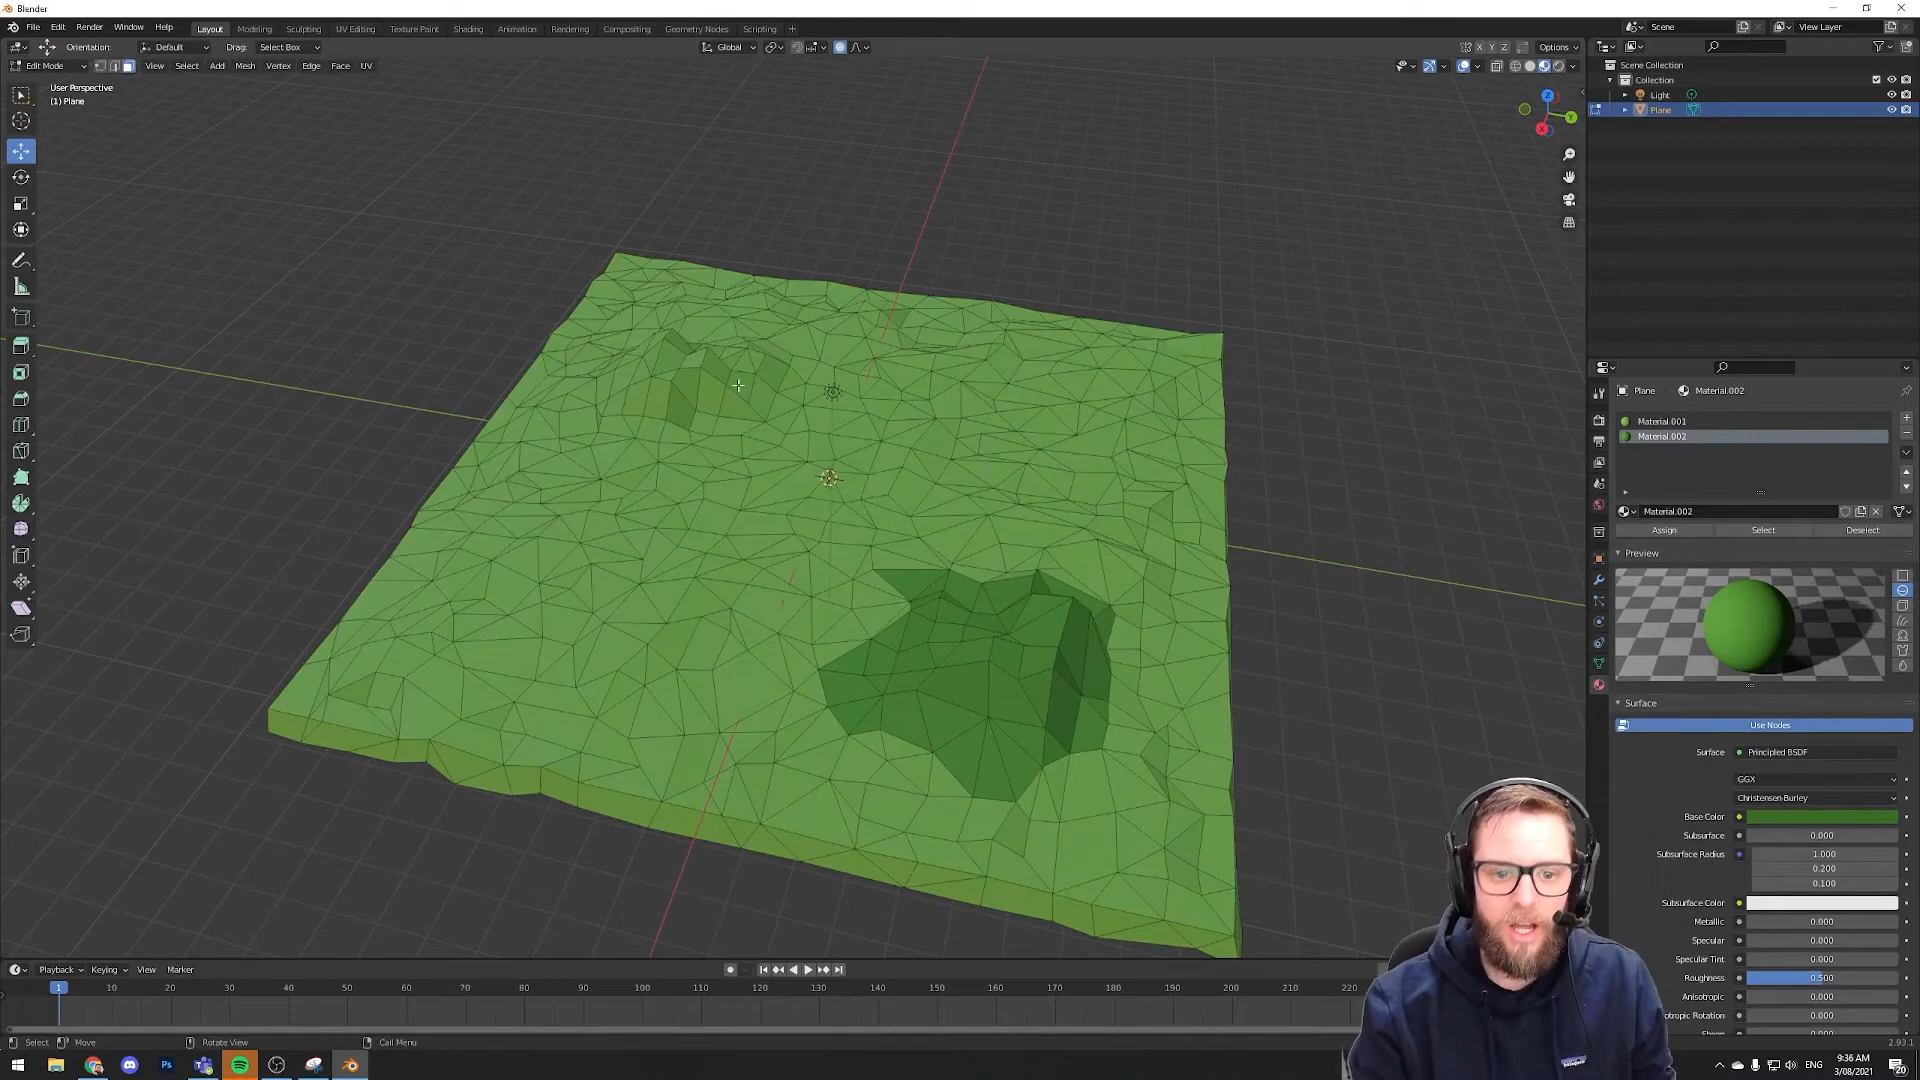 Blender
File Edit Render Window Help Layout Modeling Sculpting UV Editing Texture Paint Shading Animation Rendering Compositing Geometry Nodes Scripting + Scene View Layer
Orientation: Default Drag: Select Box Global X Y Z Options
Edit Mode View Select Add Mesh Vertex Edge Face UV
User Perspective
(1) Plane
Z
Y
X
Scene Collection
Collection
Light
Plane
Plane Material.002
Material.001
Material.002
Material.002
Assign Select Deselect
Preview
Surface
Use Nodes
Surface Principled BSDF
GGX
Christensen-Burley
Base Color
Subsurface 0.000
Subsurface Radius 1.000
0.200
0.100
Subsurface Color
Metallic 0.000
Specular 0.000
Specular Tint 0.000
Roughness 0.500
Anisotropic 0.000
otropic Rotation 0.000
Playback Keying View Marker
1 10 20 30 40 50 60 70 80 90 100 110 120 130 140 150 160 170 180 190 200 210 220
Select Move Rotate View Call Menu 2.93.1
ENG 9:36 AM
3/08/2021 20